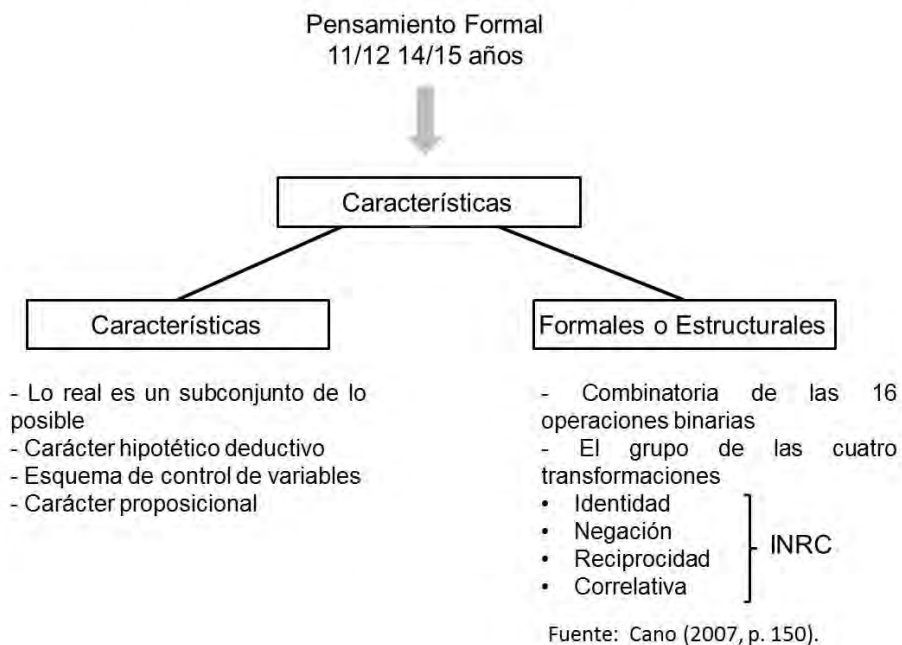 Pensamiento Formal
11/12 14/15 años
Características
Características
- Lo real es un subconjunto de lo
posible
- Carácter hipotético deductivo
- Esquema de control de variables
- Carácter proposicional
Formales o Estructurales
- Combinatoria de las 16
operaciones binarias
- El grupo de las cuatro
transformaciones
• Identidad
• Negación
• Reciprocidad
• Correlativa
INRC
Fuente: Cano (2007, p. 150).